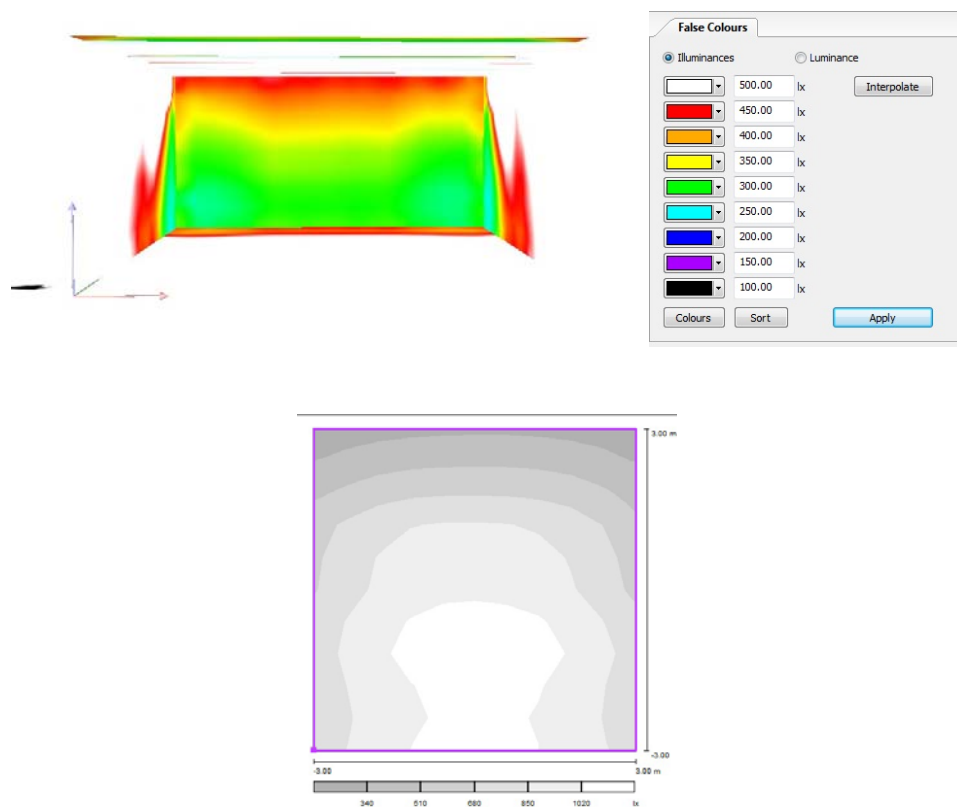 False Colours
Illuminances Luminance
500.00 lx Interpolate
450.00 lx
400.00 lx
350.00 lx
300.00 lx
250.00 lx
200.00 lx
150.00 lx
100.00 lx
Colours Sort Apply
3.00 m
-3.00
-3.00 3.00 m
340 510 680 850 1020 lx